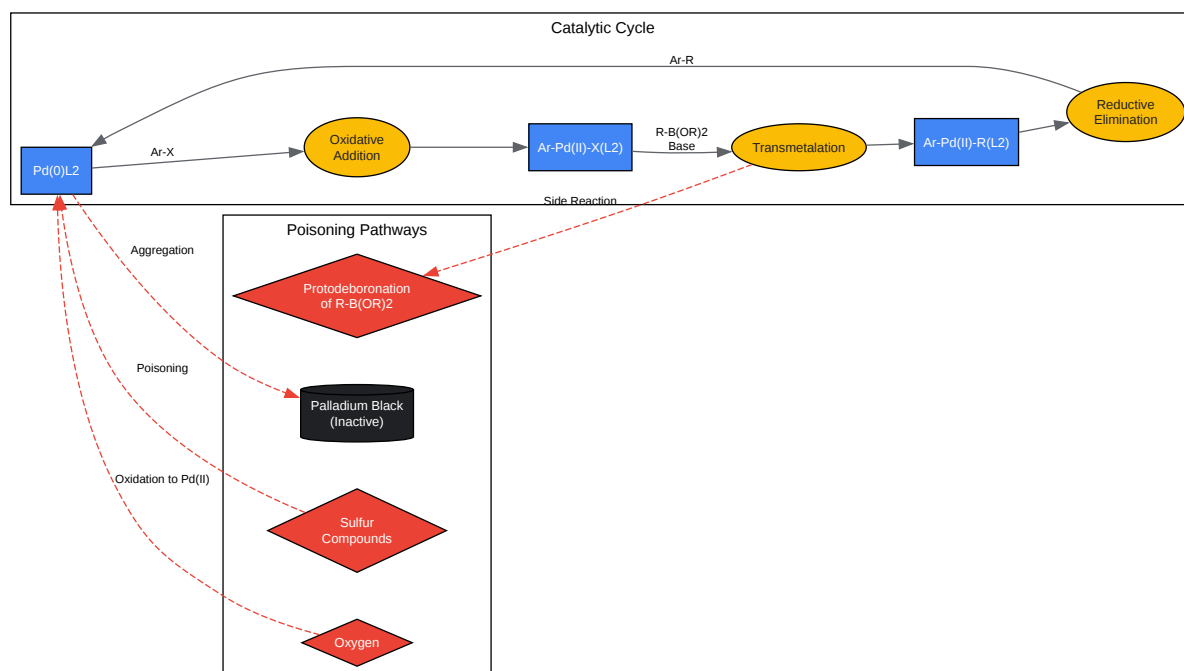 Catalytic Cycle
Ar-R
Reductive
Elimination
Oxidative
Addition
R-B(OR)2
Base
Ar-X
Pd(0)L2
Ar-Pd(II)-X(L2)
Transmetalation
Ar-Pd(II)-R(L2)
Side Reaction
Poisoning Pathways
Aggregation
Protodeboronation
of R-B(OR)2
Poisoning
Palladium Black
(Inactive)
Oxidation to Pd(II)
Sulfur
Compounds
Oxygen